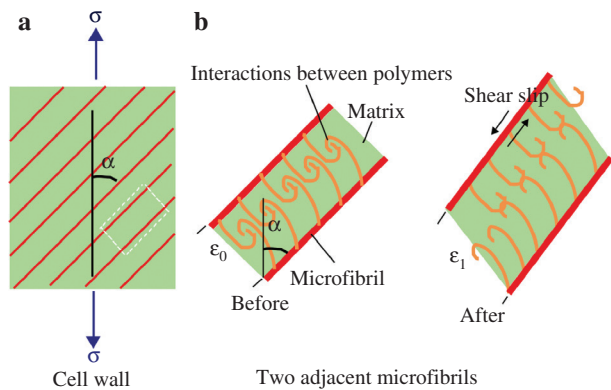 a
σ
α
σ
Cell wall
b
Interactions between polymers
Matrix
α
ε0
Microfibril
Before
Shear slip
ε1
After
Two adjacent microfibrils